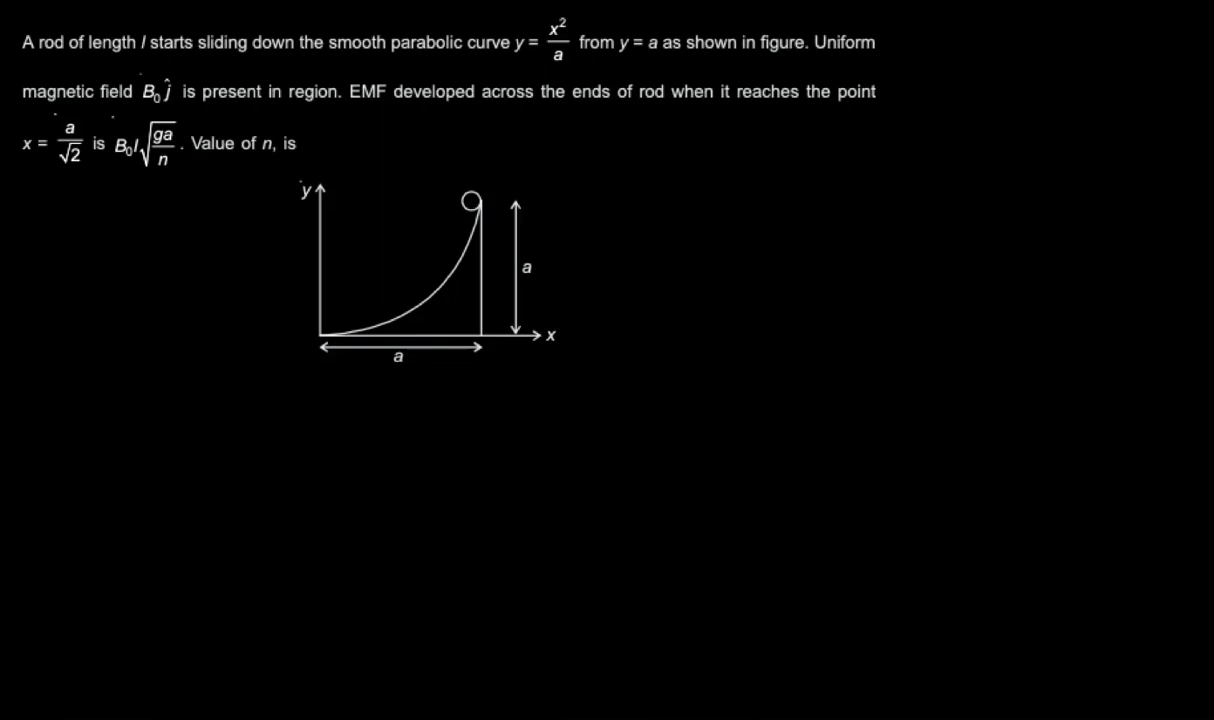 A rod of length l starts sliding down the smooth parabolic curve y = x²/a from y = a as shown in figure. Uniform
magnetic field B₀ĵ is present in region. EMF developed across the ends of rod when it reaches the point
x = a/√2 is B₀l√(ga/n). Value of n, is
y
a
x
a